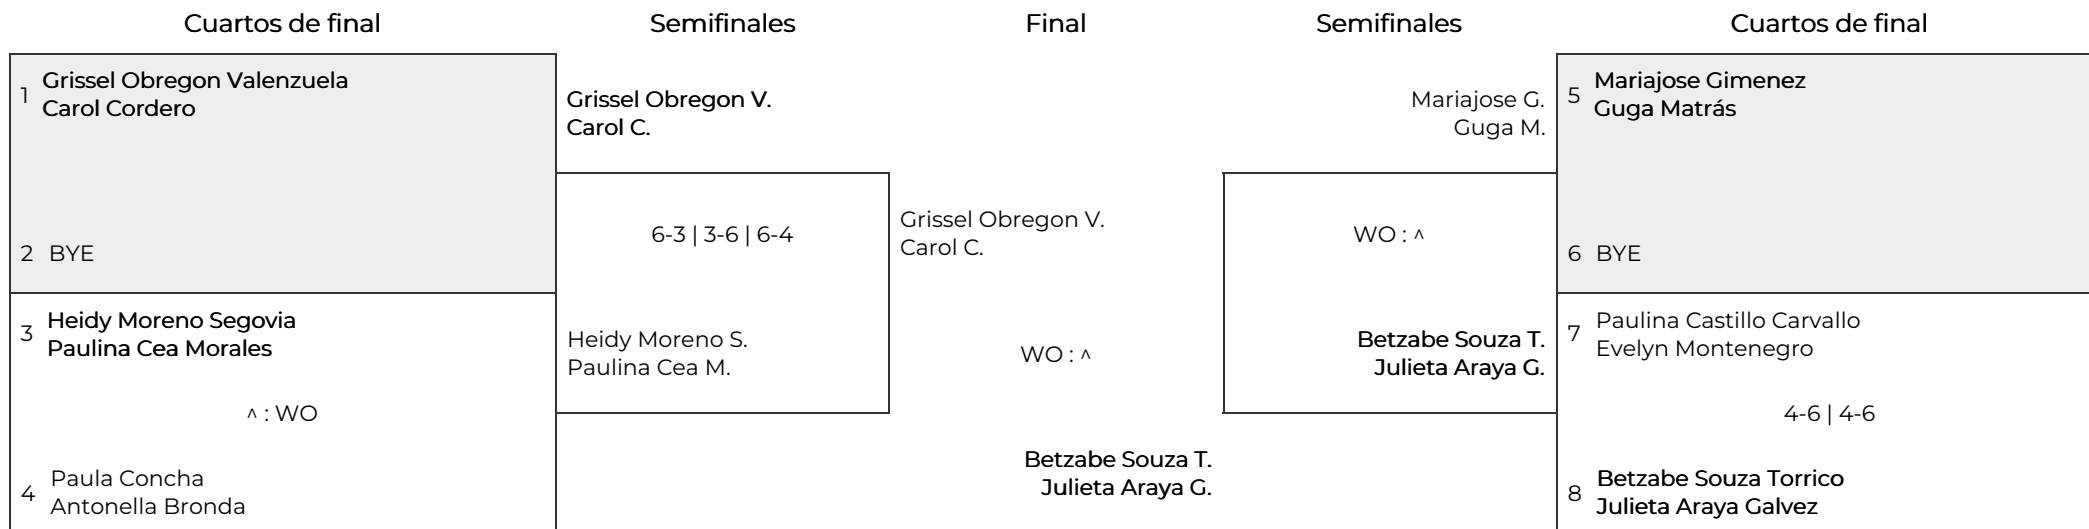 Cuartos de final
Semifinales
Final
Semifinales
Cuartos de final
1
Grissel Obregon Valenzuela
Carol Cordero
2 BYE
3
Heidy Moreno Segovia
Paulina Cea Morales
^ : WO
4
Paula Concha
Antonella Bronda
Grissel Obregon V.
Carol C.
6-3 | 3-6 | 6-4
Heidy Moreno S.
Paulina Cea M.
Grissel Obregon V.
Carol C.
WO : ^
Betzabe Souza T.
Julieta Araya G.
Mariajose G.
Guga M.
WO : ^
Betzabe Souza T.
Julieta Araya G.
5
Mariajose Gimenez
Guga Matrás
6 BYE
7
Paulina Castillo Carvallo
Evelyn Montenegro
4-6 | 4-6
8
Betzabe Souza Torrico
Julieta Araya Galvez